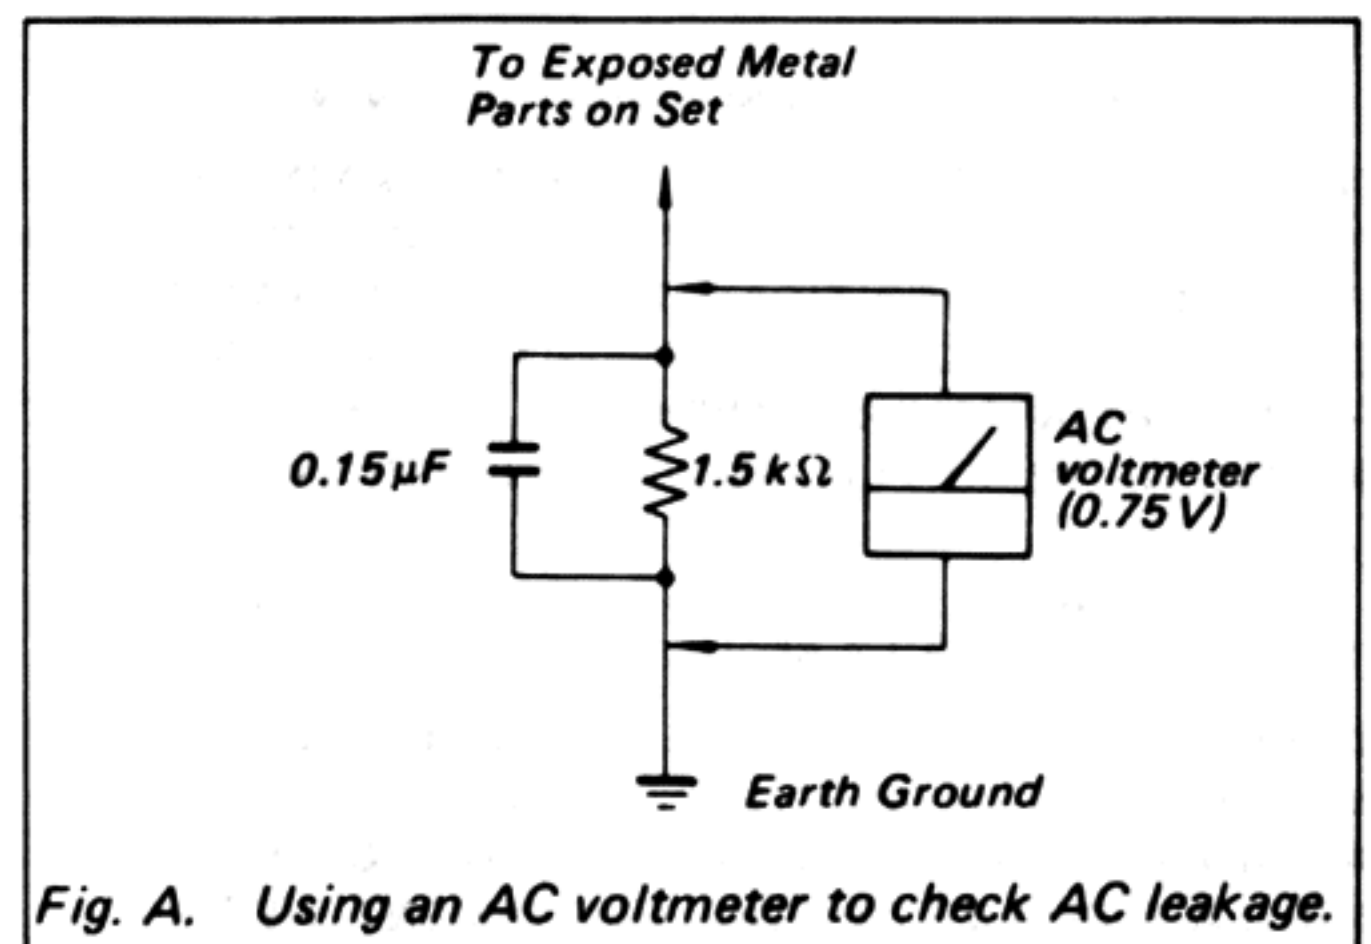 To Exposed Metal
Parts on Set
0.15μF
1.5 kΩ
AC
voltmeter
(0.75 V)
Earth Ground
Fig. A. Using an AC voltmeter to check AC leakage.